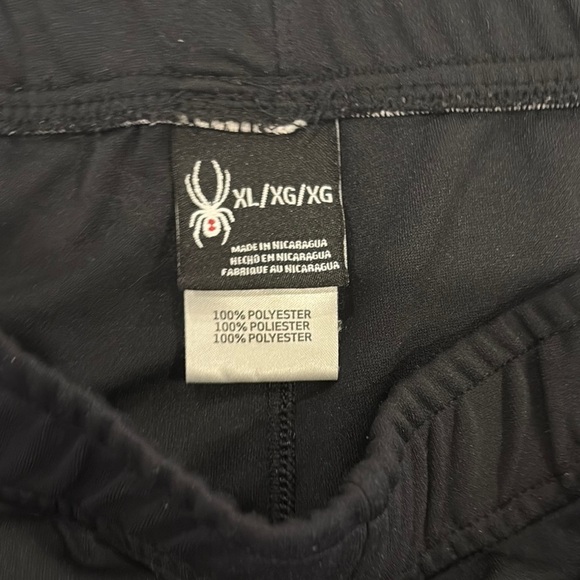 XL/XG/XG
MADE IN NICARAGUA
HECHO EN NICARAGUA
FABRIQUE AU NICARAGUA
100% POLYESTER
100% POLIESTER
100% POLYESTER